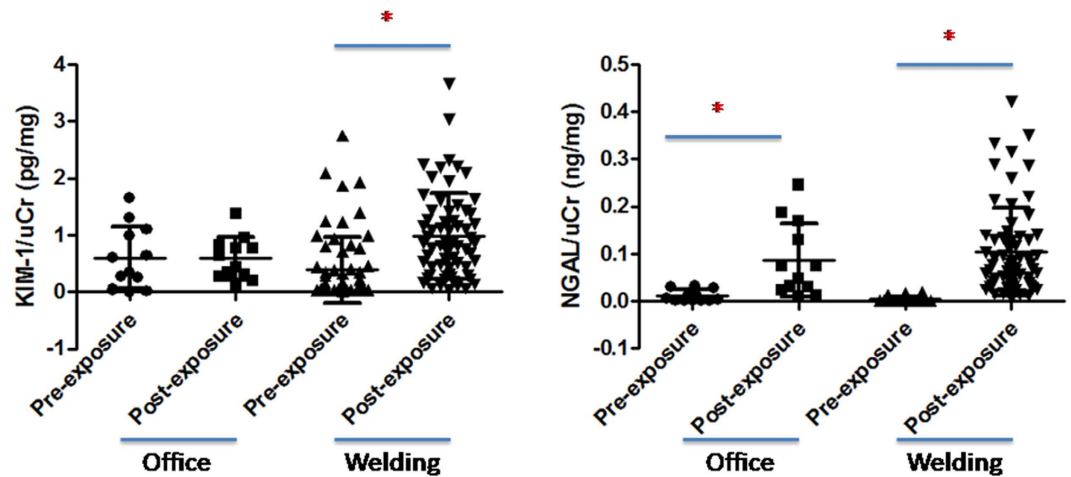 *
4
3
2
1
0
-1
KIM-1/uCr (pg/mg)
Pre-exposure
Post-exposure
Pre-exposure
Post-exposure
Office
Welding
*
*
0.5
0.4
0.3
0.2
0.1
0.0
-0.1
NGAL/uCr (ng/mg)
Pre-exposure
Post-exposure
Pre-exposure
Post-exposure
Office
Welding